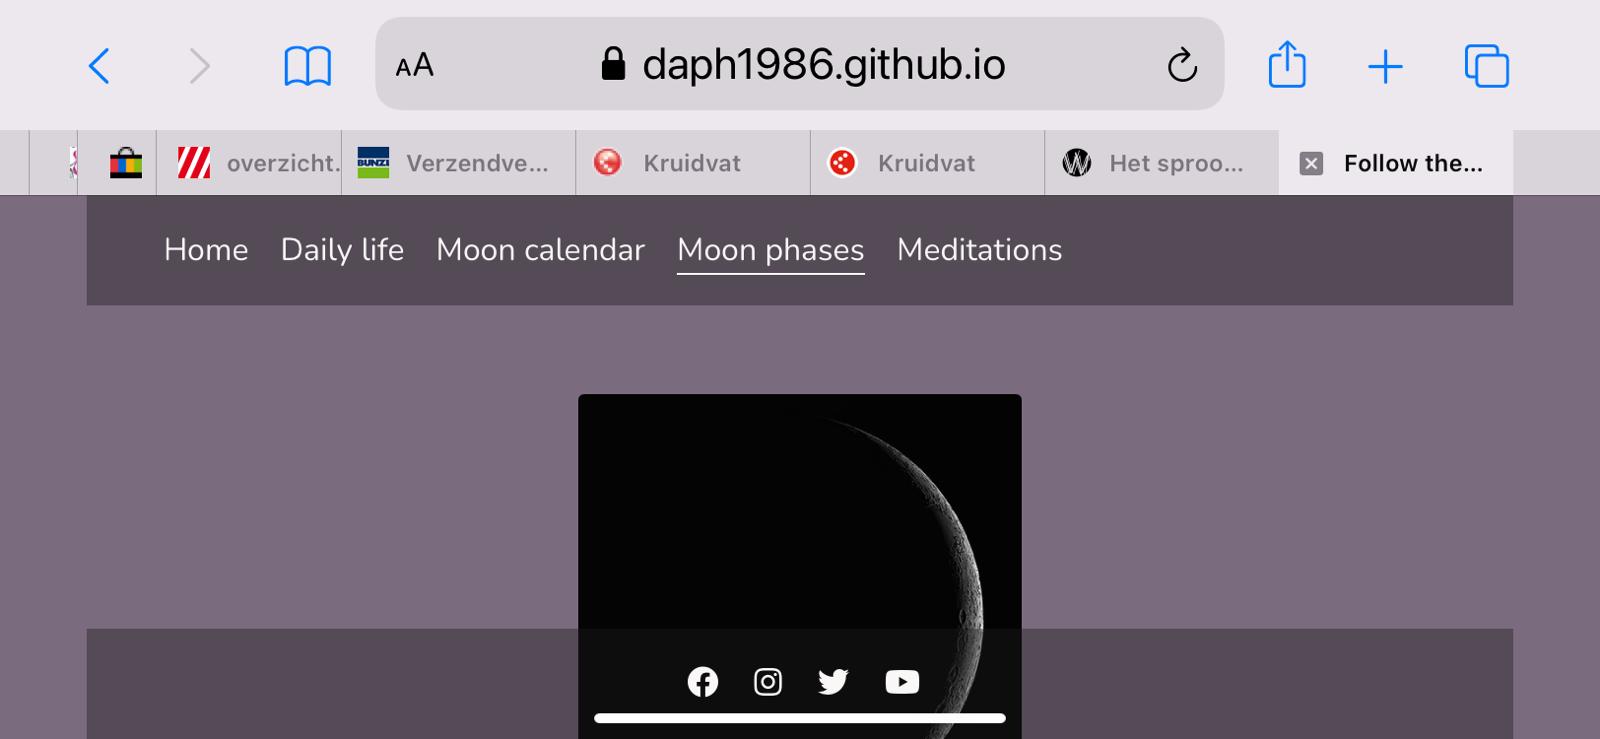 AA daph1986.github.io
overzicht. BUNZL Verzendve... Kruidvat Kruidvat Het sproo... Follow the...
Home Daily life Moon calendar Moon phases Meditations